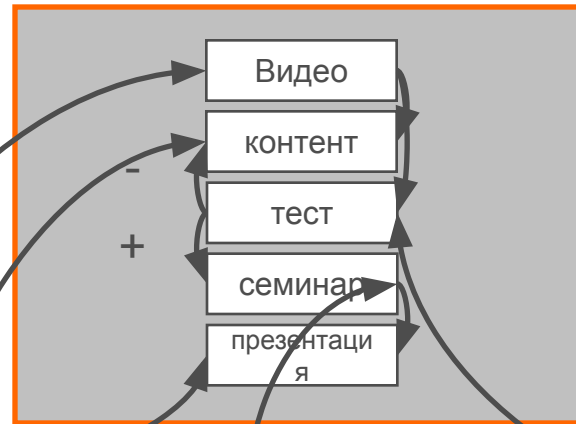 Видео
контент
-
тест
+
семинар
презентаци
я